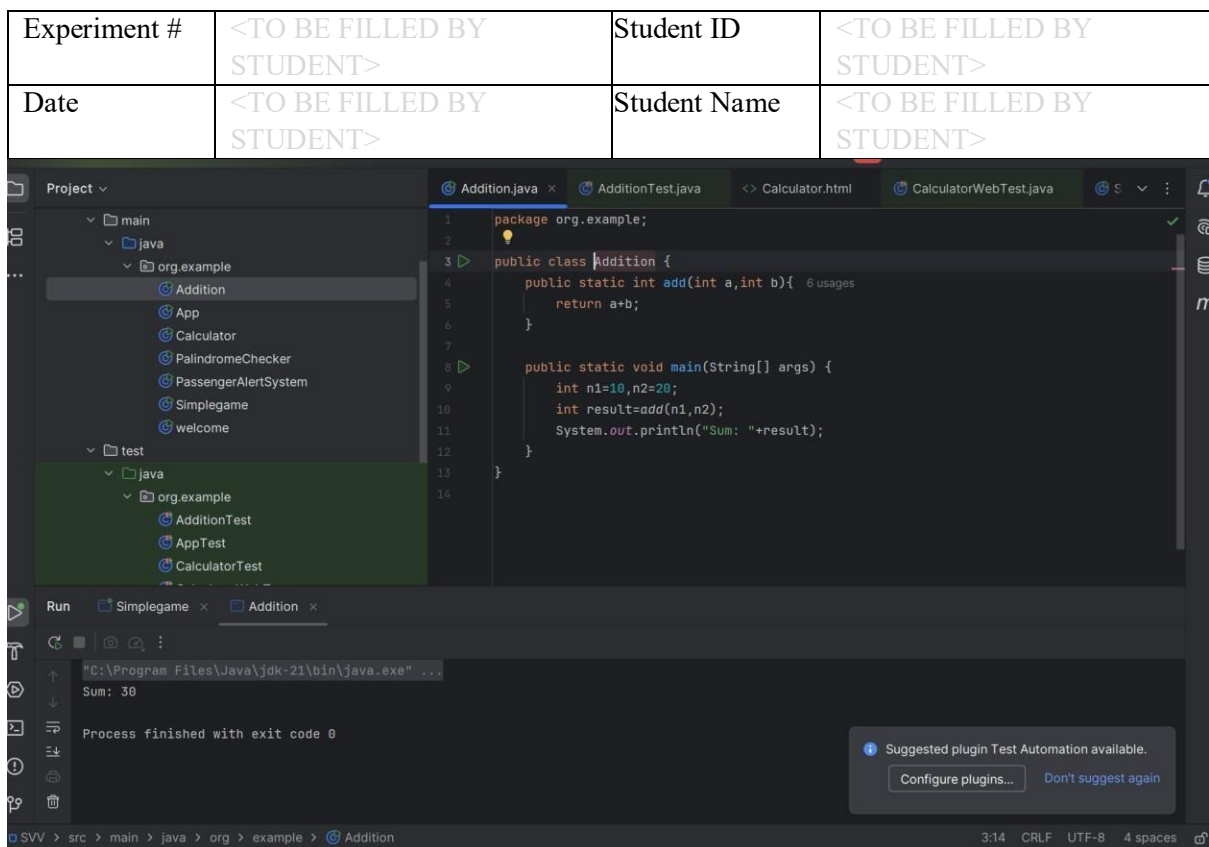 Experiment #
<TO BE FILLED BY
STUDENT>
Student ID
<TO BE FILLED BY
STUDENT>
Date
<TO BE FILLED BY
STUDENT>
Student Name
<TO BE FILLED BY
STUDENT>
Project
main
java
org.example
Addition
App
Calculator
PalindromeChecker
PassengerAlertSystem
Simplegame
welcome
test
java
org.example
AdditionTest
AppTest
CalculatorTest
Addition.java
AdditionTest.java
<> Calculator.html
CalculatorWebTest.java
S
1 package org.example;
2
3 public class Addition {
4 public static int add(int a,int b){ 6 usages
5 return a+b;
6 }
7
8 public static void main(String[] args) {
9 int n1=10,n2=20;
10 int result=add(n1,n2);
11 System.out.println("Sum: "+result);
12 }
13 }
14
Run
Simplegame
Addition
"C:\Program Files\Java\jdk-21\bin\java.exe" ...
Sum: 30
Process finished with exit code 0
Suggested plugin Test Automation available.
Configure plugins...
Don't suggest again
SVV > src > main > java > org > example > Addition
3:14 CRLF UTF-8 4 spaces